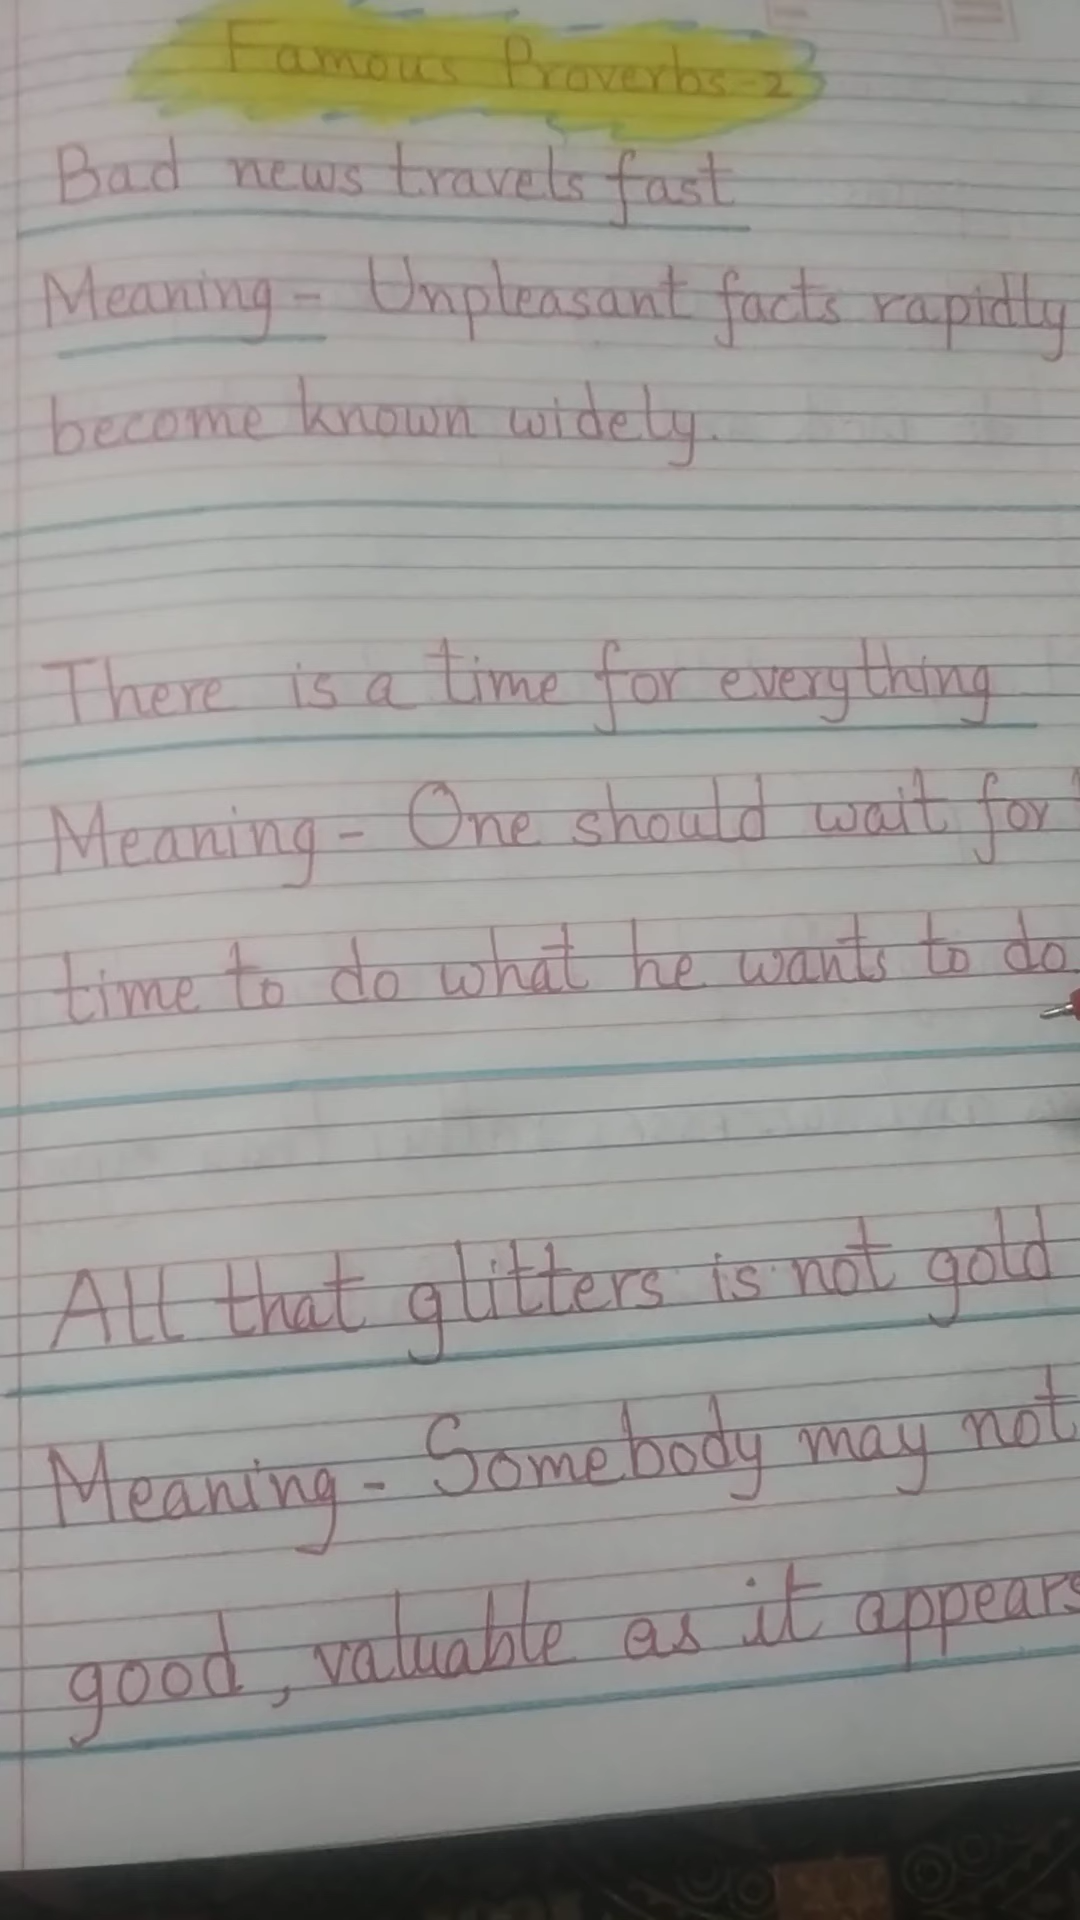 Famous Proverbs-2
Bad news travels fast
Meaning - Unpleasant facts rapidly
become known widely.
There is a time for everything
Meaning - One should wait for
time to do what he wants to do
All that glitters is not gold
Meaning - Somebody may not
good, valuable as it appears